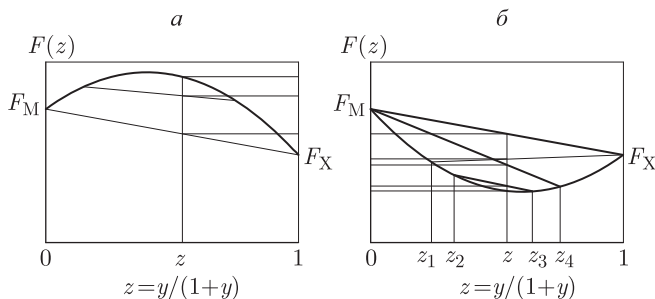 а б
F(z) F(z)
F_M F_M
F_X F_X
0 z 1 0 z_1 z_2 z z_3 z_4 1
z=y/(1+y) z=y/(1+y)